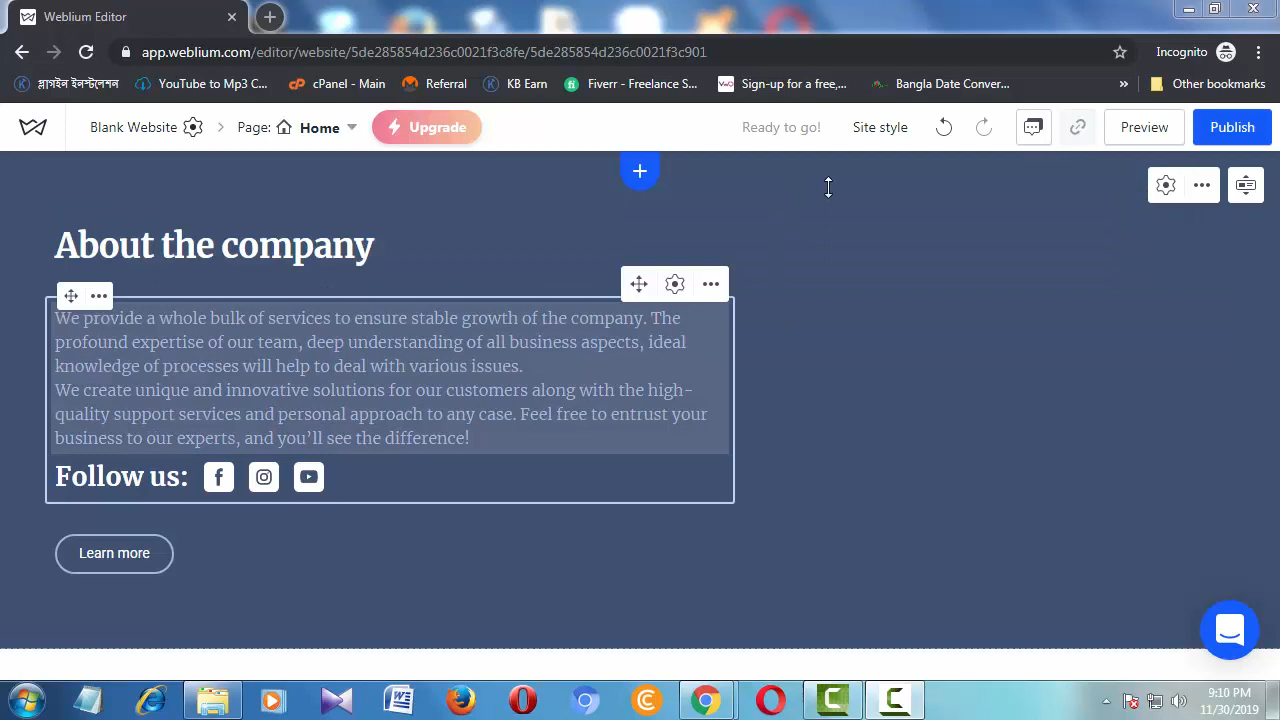 Weblium Editor
app.weblium.com/editor/website/5de285854d236c0021f3c8fe/5de285854d236c0021f3c901
Incognito
প্লাগইন ইনস্টলেশন
YouTube to Mp3 C...
cPanel - Main
Referral
KB Earn
Fiverr - Freelance S...
Sign-up for a free,...
Bangla Date Conver...
»
Other bookmarks
Blank Website
Page: Home
Upgrade
Ready to go!
Site style
Preview
Publish
About the company
We provide a whole bulk of services to ensure stable growth of the company. The
profound expertise of our team, deep understanding of all business aspects, ideal
knowledge of processes will help to deal with various issues.
We create unique and innovative solutions for our customers along with the high-
quality support services and personal approach to any case. Feel free to entrust your
business to our experts, and you’ll see the difference!
Follow us:
Learn more
9:10 PM
11/30/2019